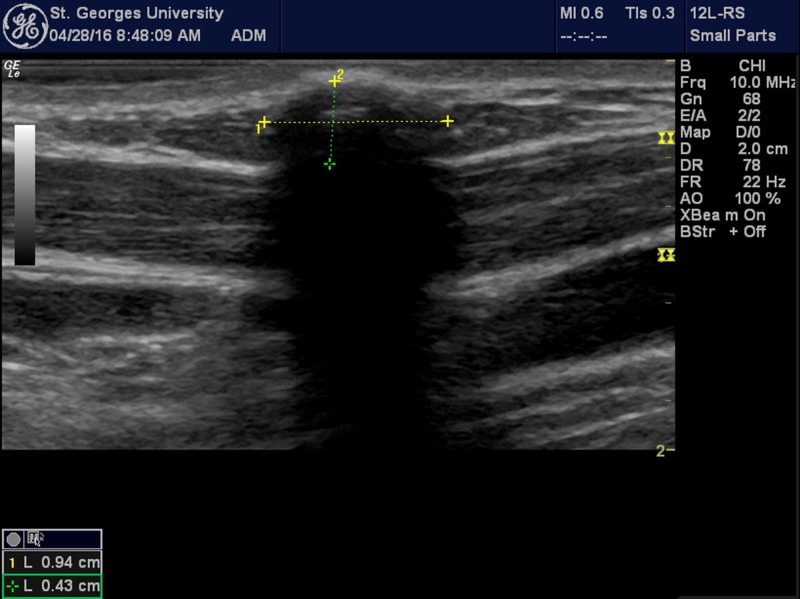 GE
St. Georges University
04/28/16 8:48:09 AM ADM
MI 0.6 TIs 0.3
--:--:--
12L-RS
Small Parts
GE
Le
B CHI
Frq 10.0 MHz
Gn 68
E/A 2/2
Map D/0
D 2.0 cm
DR 78
FR 22 Hz
AO 100 %
XBeam On
BStr + Off
2
1
2
1 L 0.94 cm
L 0.43 cm